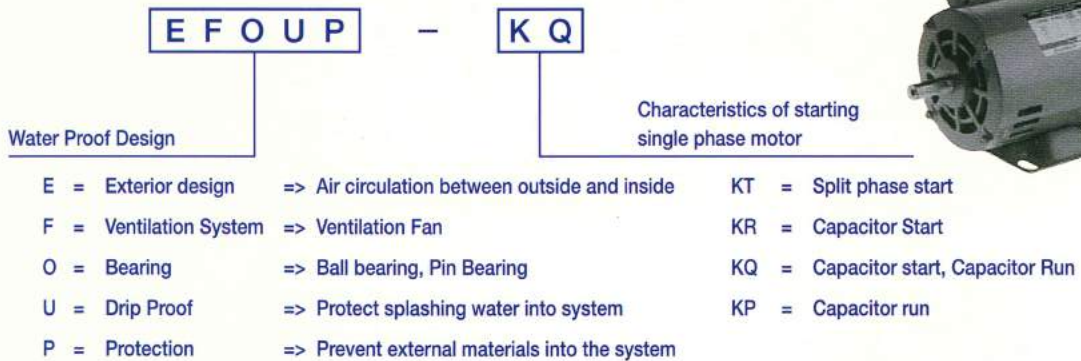 E F O U P – K Q
Characteristics of starting
single phase motor
Water Proof Design
E = Exterior design => Air circulation between outside and inside
F = Ventilation System => Ventilation Fan
O = Bearing => Ball bearing, Pin Bearing
U = Drip Proof => Protect splashing water into system
P = Protection => Prevent external materials into the system
KT = Split phase start
KR = Capacitor Start
KQ = Capacitor start, Capacitor Run
KP = Capacitor run